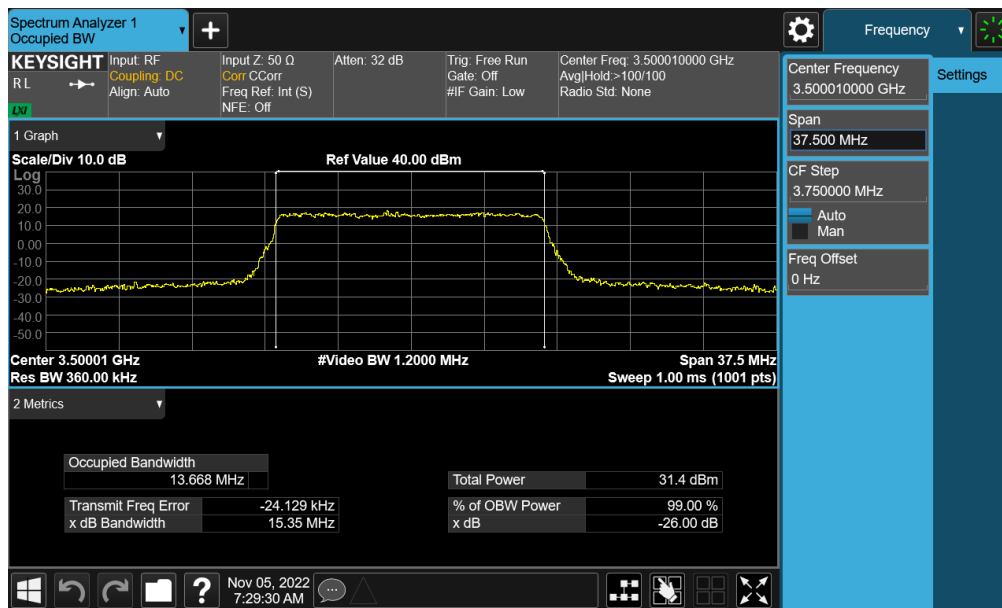 Spectrum Analyzer 1
Occupied BW
+
Frequency
KEYSIGHT
R L
LXI
Input: RF
Coupling: DC
Align: Auto
Input Z: 50 Ω
Corr CCorr
Freq Ref: Int (S)
NFE: Off
Atten: 32 dB
Trig: Free Run
Gate: Off
#IF Gain: Low
Center Freq: 3.500010000 GHz
Avg|Hold:>100/100
Radio Std: None
Center Frequency
3.500010000 GHz
Settings
Span
37.500 MHz
CF Step
3.750000 MHz
Auto
Man
Freq Offset
0 Hz
1 Graph
Scale/Div 10.0 dB
Ref Value 40.00 dBm
Log
30.0
20.0
10.0
0.00
-10.0
-20.0
-30.0
-40.0
-50.0
Center 3.50001 GHz
#Video BW 1.2000 MHz
Span 37.5 MHz
Res BW 360.00 kHz
Sweep 1.00 ms (1001 pts)
2 Metrics
Occupied Bandwidth
13.668 MHz
Total Power 31.4 dBm
Transmit Freq Error -24.129 kHz
% of OBW Power 99.00 %
x dB Bandwidth 15.35 MHz
x dB -26.00 dB
?
Nov 05, 2022
7:29:30 AM